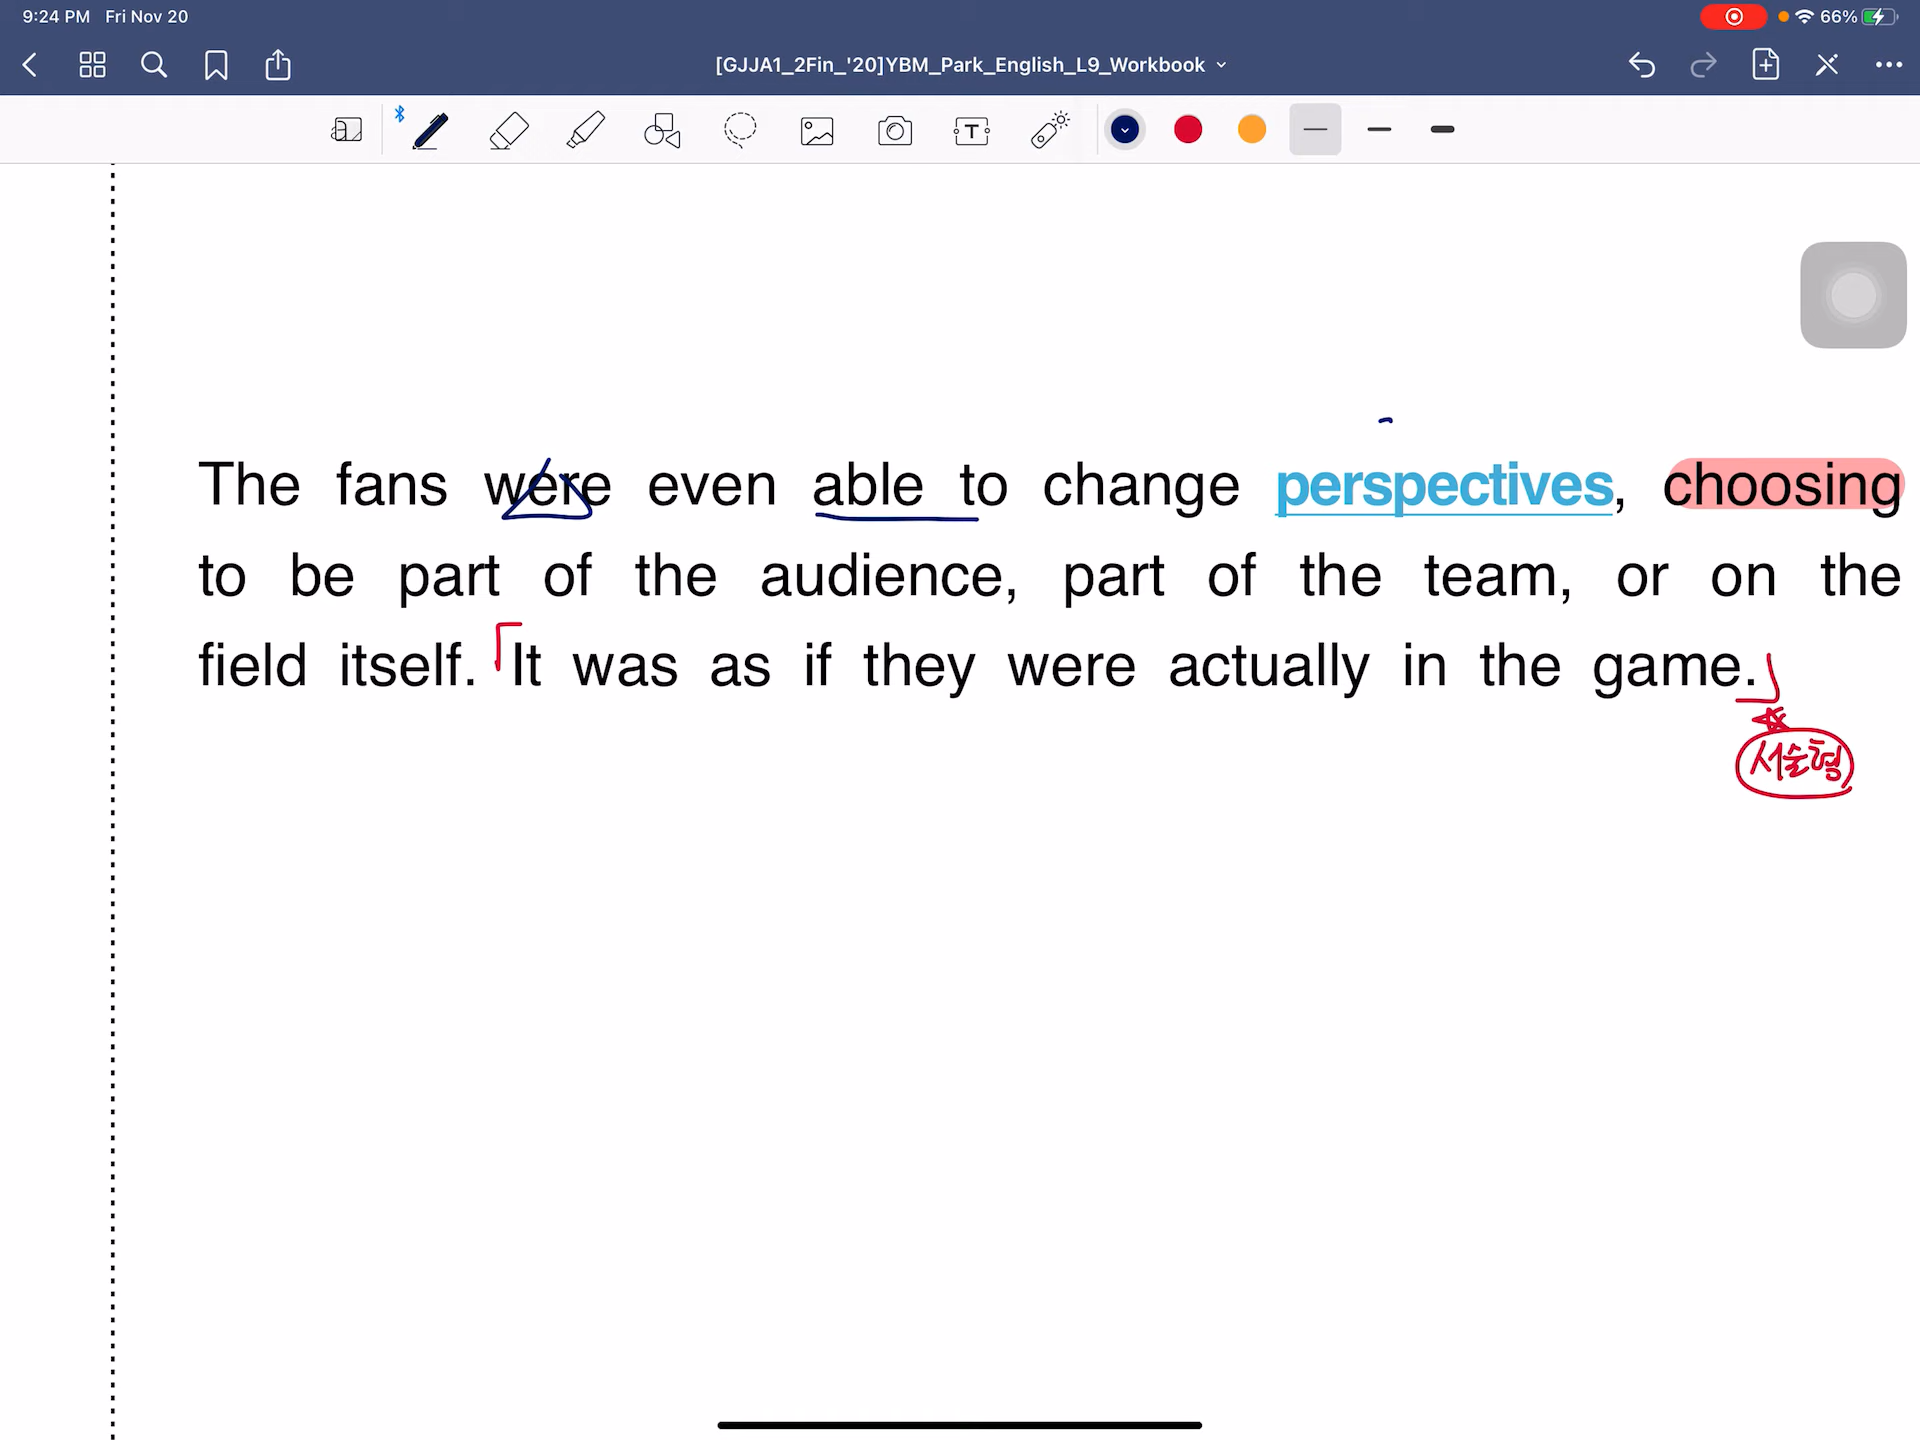 9:24 PM Fri Nov 20
66%
[GJJA1_2Fin_'20]YBM_Park_English_L9_Workbook
The fans were even able to change perspectives, choosing
to be part of the audience, part of the team, or on the
field itself. It was as if they were actually in the game.
서술형